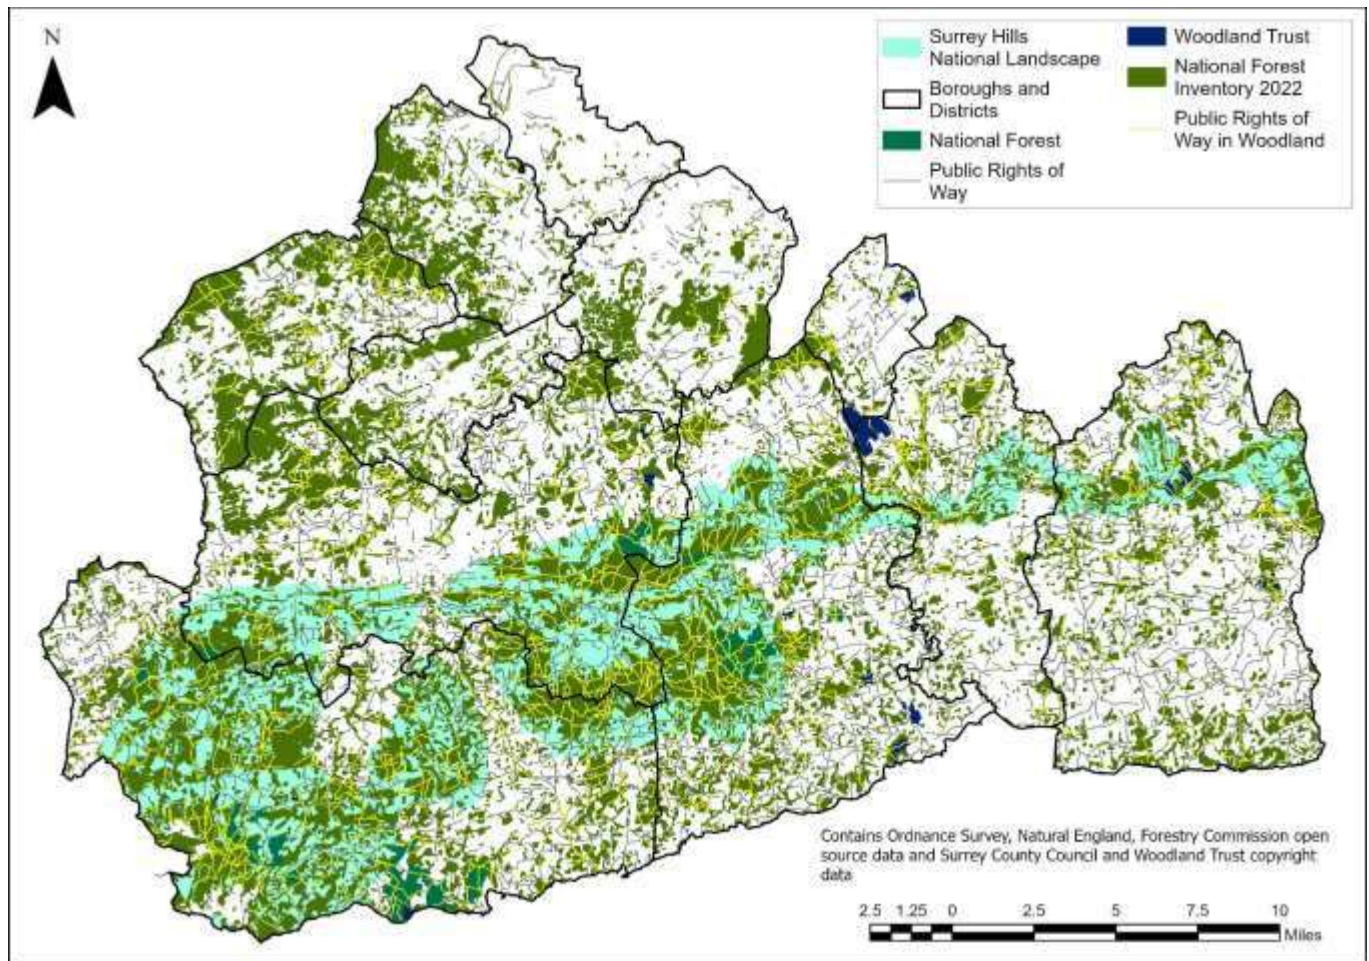 N
Surrey Hills
National Landscape
Boroughs and
Districts
National Forest
Public Rights of
Way
Woodland Trust
National Forest
Inventory 2022
Public Rights of
Way in Woodland
Contains Ordnance Survey, Natural England, Forestry Commission open
source data and Surrey County Council and Woodland Trust copyright
data
2.5 1.25 0 2.5 5 7.5 10
Miles